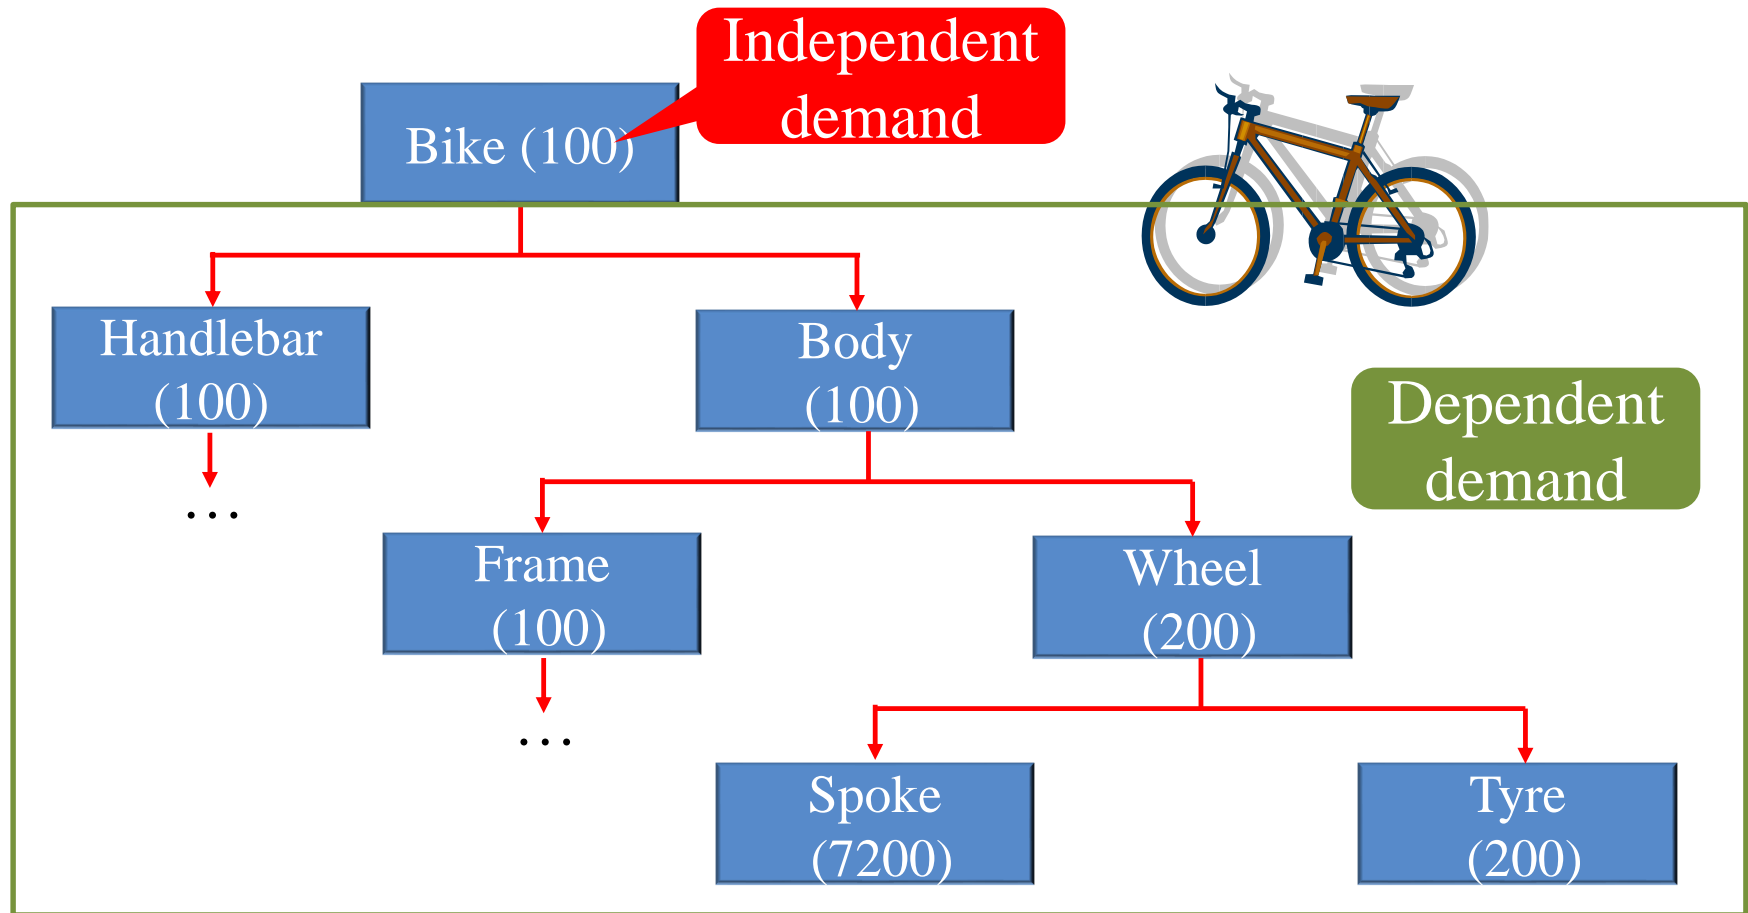 Independent
demand
Bike (100)
Handlebar
(100)
Body
(100)
Dependent
demand
…
Frame
(100)
Wheel
(200)
…
Spoke
(7200)
Tyre
(200)